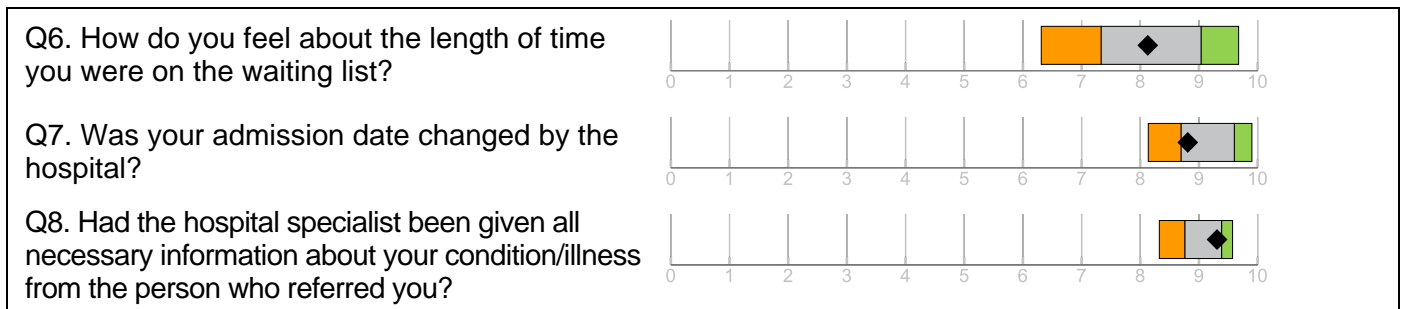 Q6. How do you feel about the length of time
you were on the waiting list?
0 1 2 3 4 5 6 7 8 9 10
Q7. Was your admission date changed by the
hospital?
0 1 2 3 4 5 6 7 8 9 10
Q8. Had the hospital specialist been given all
necessary information about your condition/illness
from the person who referred you?
0 1 2 3 4 5 6 7 8 9 10